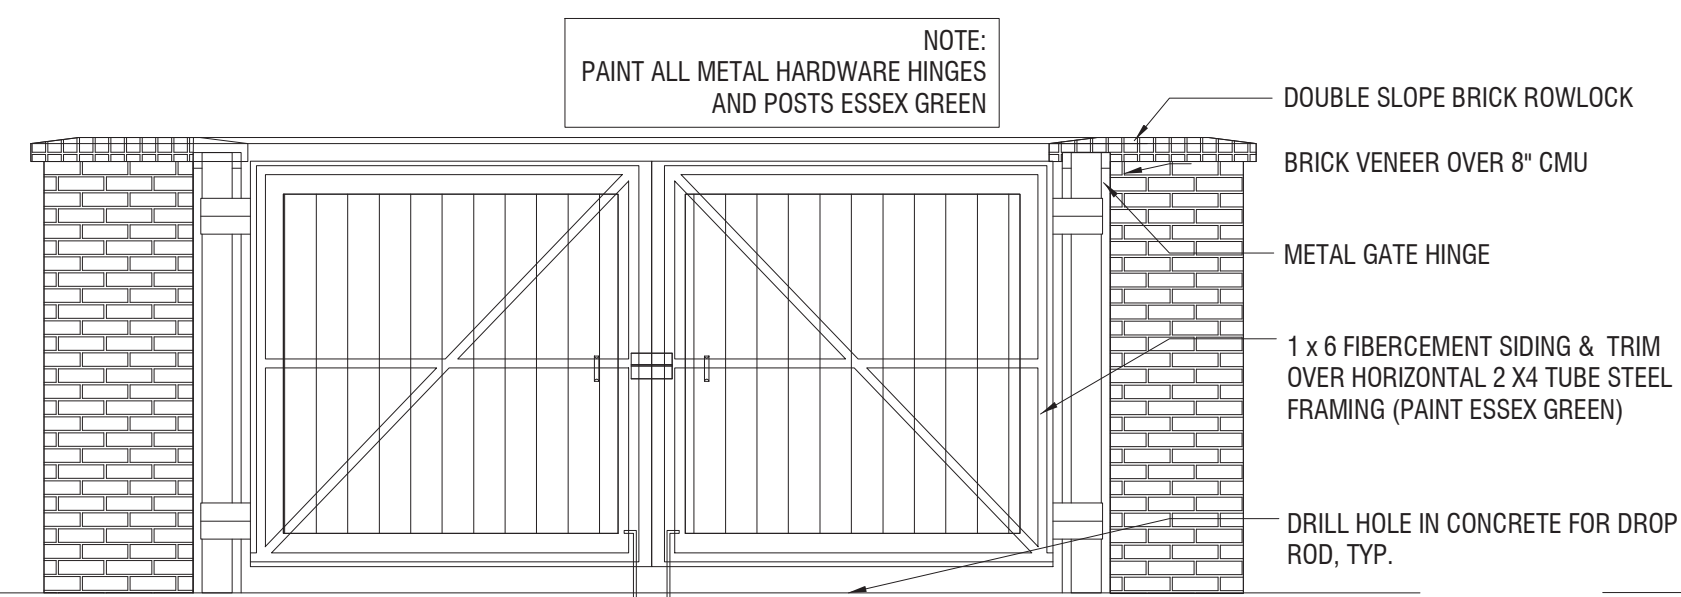 NOTE:
PAINT ALL METAL HARDWARE HINGES
AND POSTS ESSEX GREEN
DOUBLE SLOPE BRICK ROWLOCK
BRICK VENEER OVER 8" CMU
METAL GATE HINGE
1 x 6 FIBERCEMENT SIDING & TRIM
OVER HORIZONTAL 2 X4 TUBE STEEL
FRAMING (PAINT ESSEX GREEN)
DRILL HOLE IN CONCRETE FOR DROP
ROD, TYP.